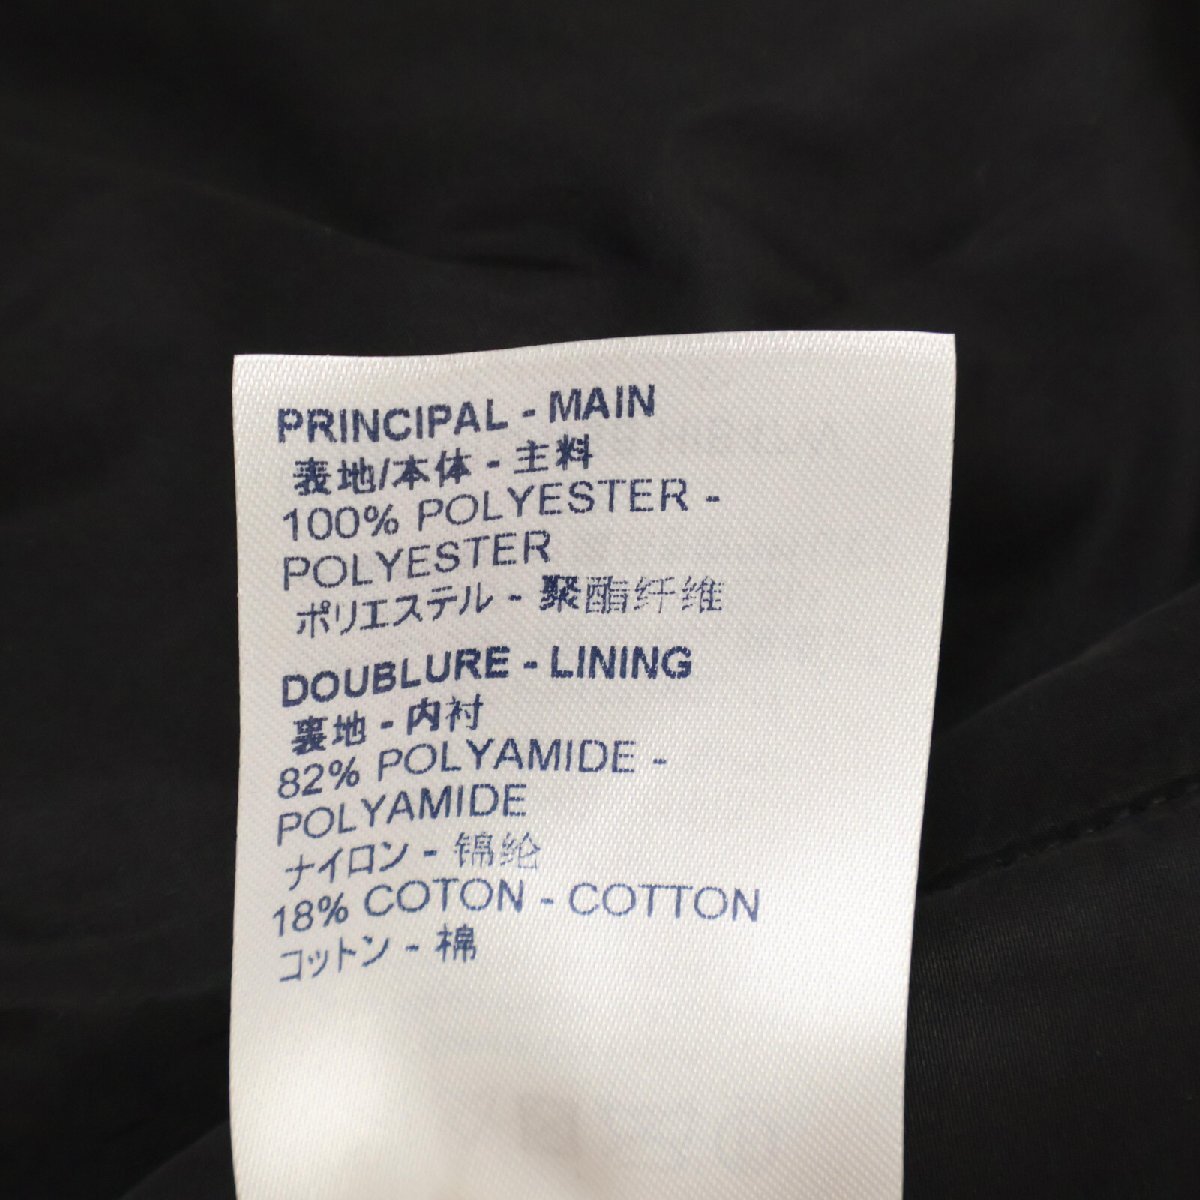 PRINCIPAL - MAIN
表地/本体 - 主料
100% POLYESTER -
POLYESTER
ポリエステル - 聚酯纤维
DOUBLURE - LINING
裏地 - 内衬
82% POLYAMIDE -
POLYAMIDE
ナイロン - 锦纶
18% COTON - COTTON
コットン - 棉